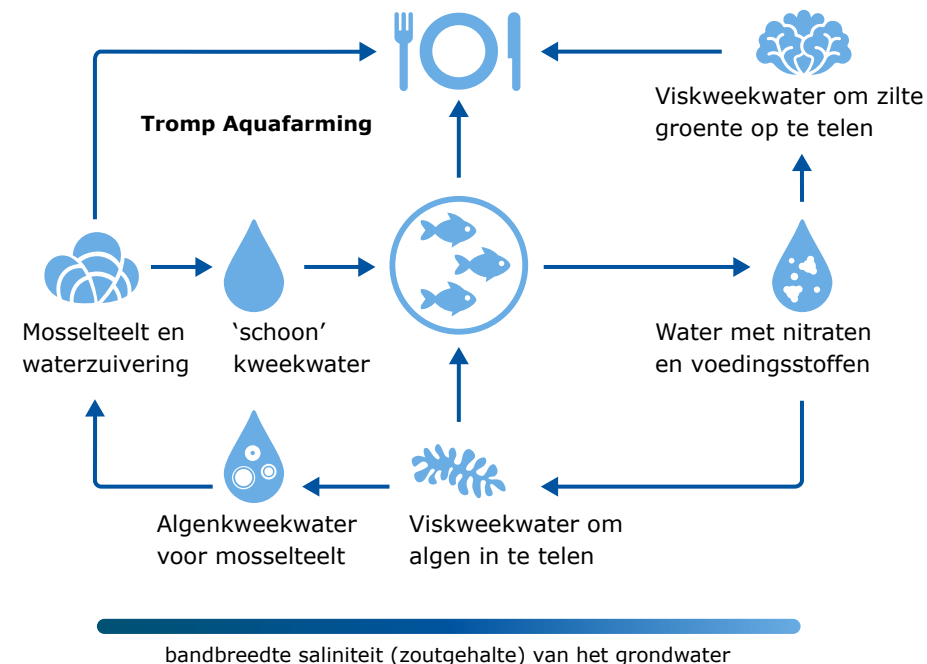 Viskweekwater om zilte
groente op te telen
Tromp Aquafarming
Mosselteelt en
waterzuivering
‘schoon’
kweekwater
Water met nitraten
en voedingsstoffen
Algenkweekwater
voor mosselteelt
Viskweekwater om
algen in te telen
bandbreedte saliniteit (zoutgehalte) van het grondwater